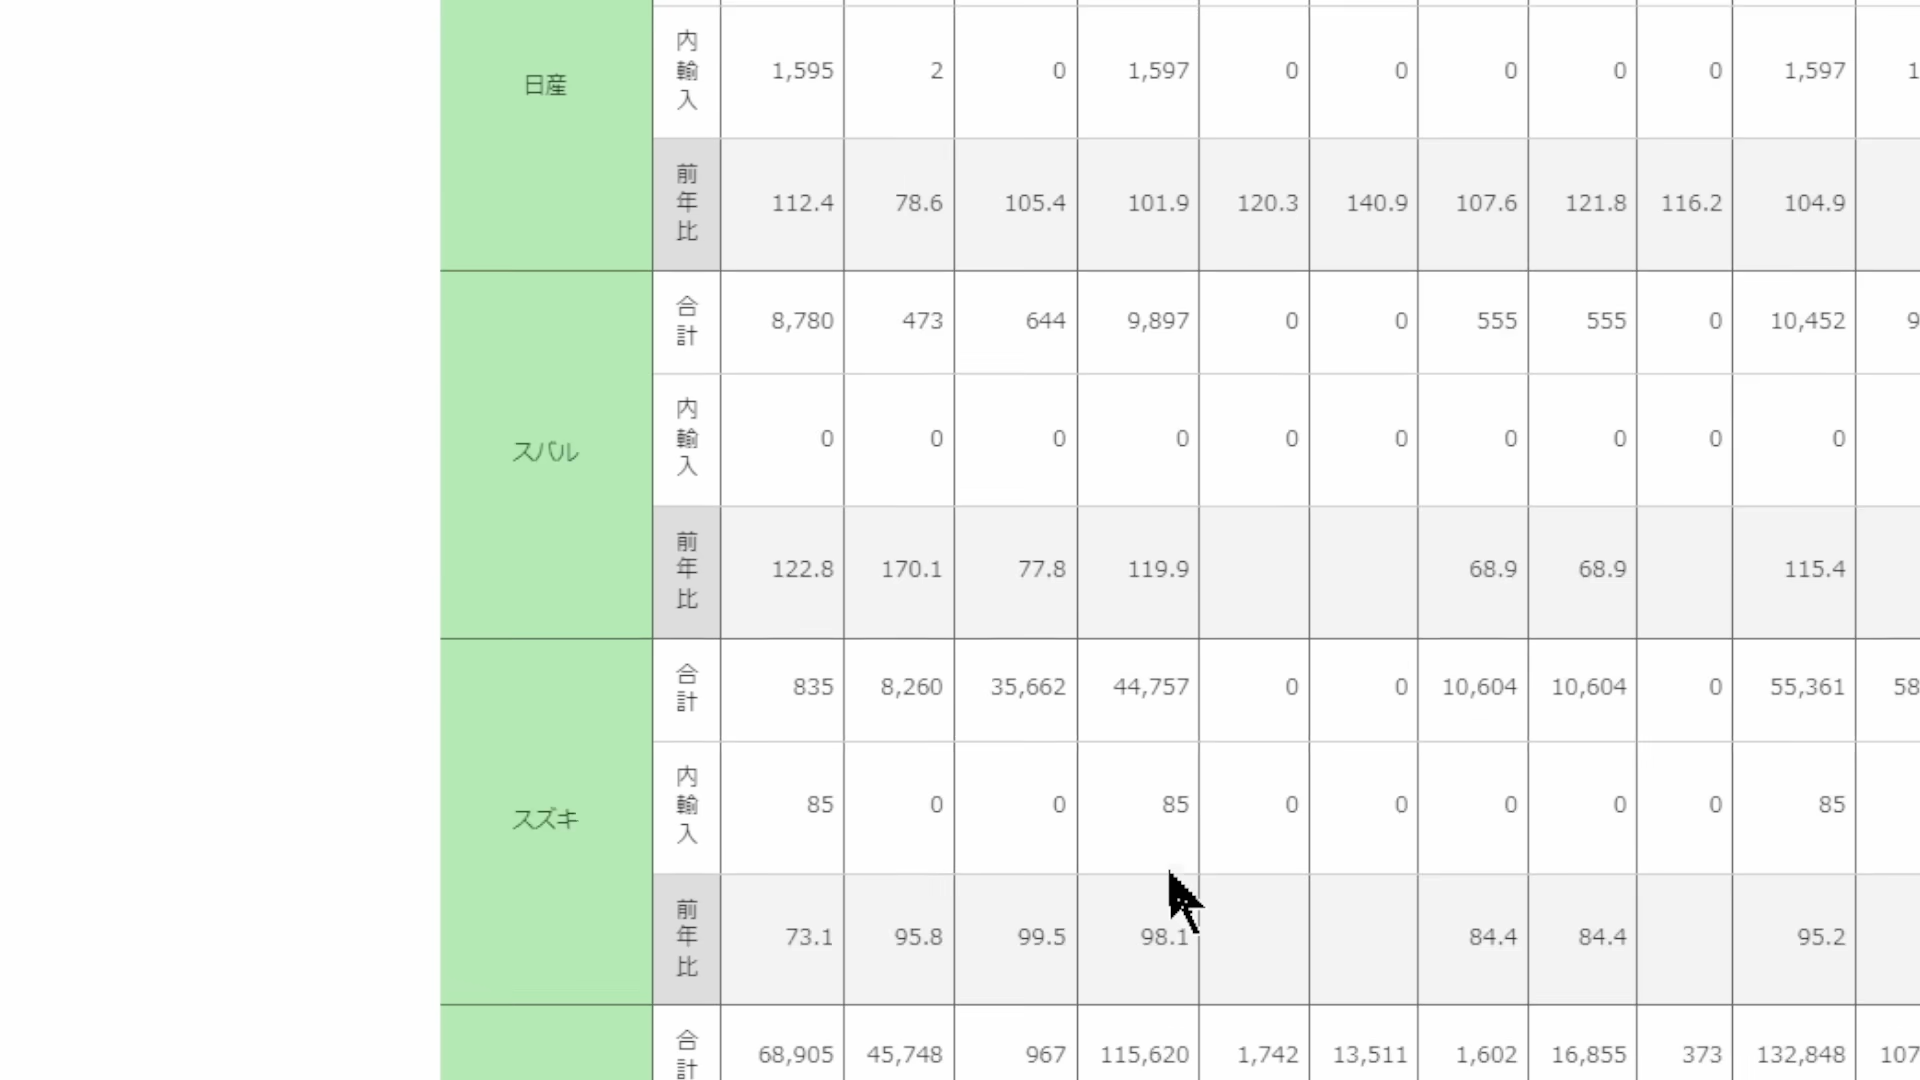 日産
内輸入 1,595 2 0 1,597 0 0 0 0 0 1,597 1
前年比 112.4 78.6 105.4 101.9 120.3 140.9 107.6 121.8 116.2 104.9
スバル
合計 8,780 473 644 9,897 0 0 555 555 0 10,452 9
内輸入 0 0 0 0 0 0 0 0 0 0
前年比 122.8 170.1 77.8 119.9 68.9 68.9 115.4
スズキ
合計 835 8,260 35,662 44,757 0 0 10,604 10,604 0 55,361 58
内輸入 85 0 0 85 0 0 0 0 0 85
前年比 73.1 95.8 99.5 98.1 84.4 84.4 95.2
合計 68,905 45,748 967 115,620 1,742 13,511 1,602 16,855 373 132,848 107